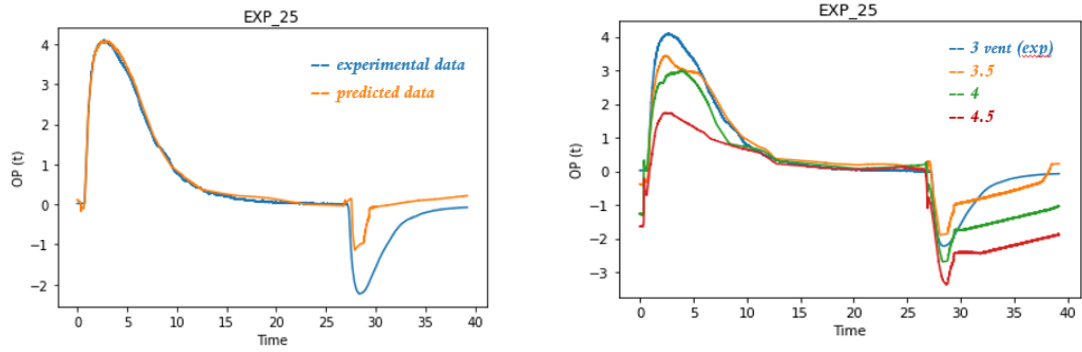 EXP_25
4
3
2
1
0
−1
−2
OP (t)
0 5 10 15 20 25 30 35 40
Time
-- experimental data
-- predicted data
EXP_25
4
3
2
1
0
−1
−2
−3
OP (t)
0 5 10 15 20 25 30 35 40
Time
-- 3 vent (exp)
-- 3.5
-- 4
-- 4.5